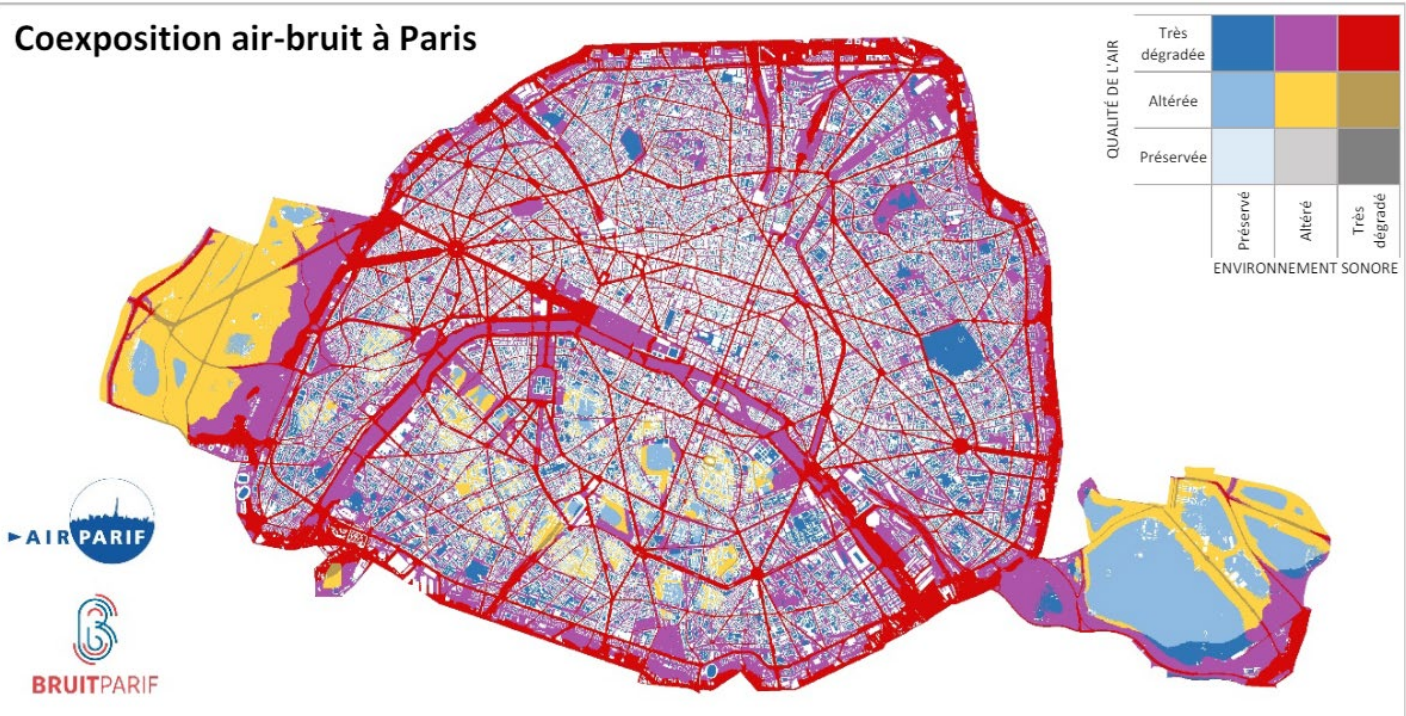 Coexposition air-bruit à Paris
QUALITÉ DE L'AIR
Très
dégradée
Altérée
Préservée
Préservé
Altéré
Très
dégradé
ENVIRONNEMENT SONORE
AIRPARIF
BRUITPARIF